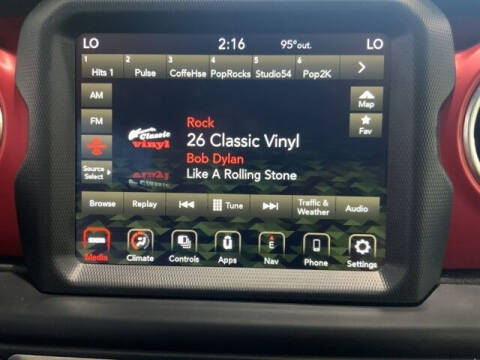 LO 2:16 95°out. LO
1 2 3 4 5 6
Hits 1 Pulse CoffeHse PopRocks Studio54 Pop2K
AM
Map
FM
Fav
Source
Select
Classic
vinyl
Rock
26 Classic Vinyl
Bob Dylan
Like A Rolling Stone
Browse Replay Tune Traffic & Weather Audio
Media Climate Controls Apps E Nav Phone Settings